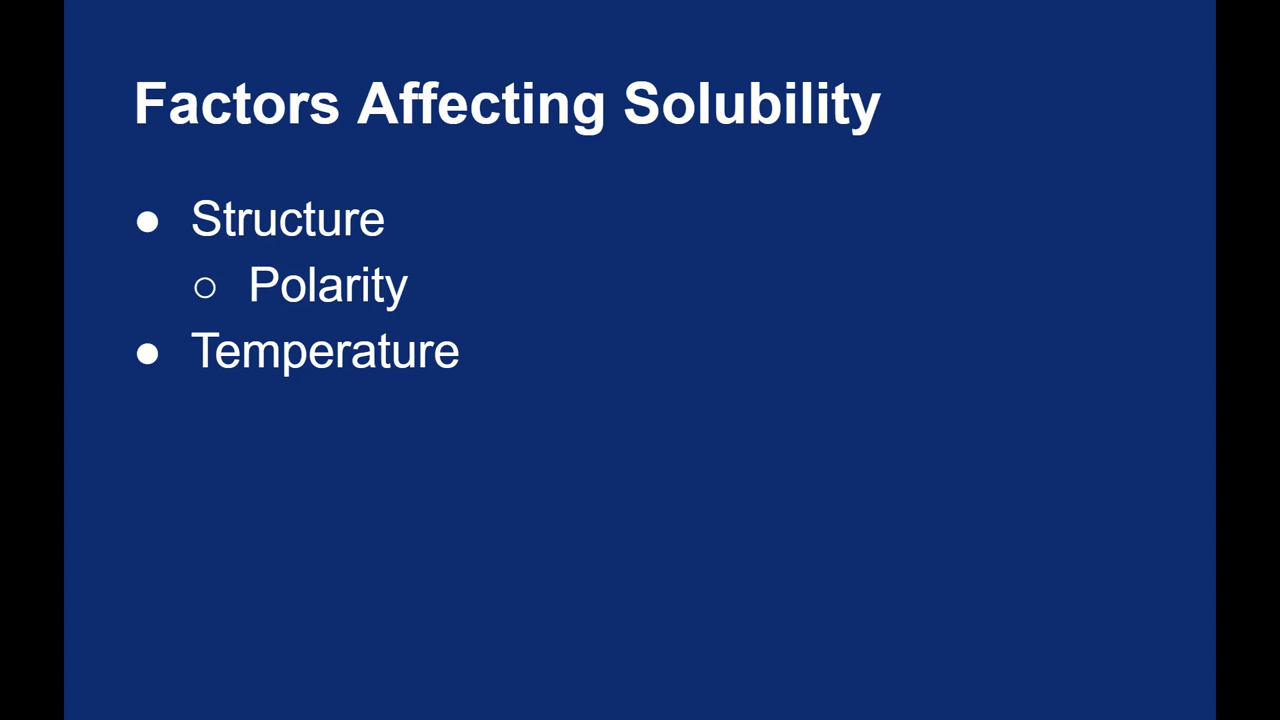 Factors Affecting Solubility
● Structure
○ Polarity
● Temperature